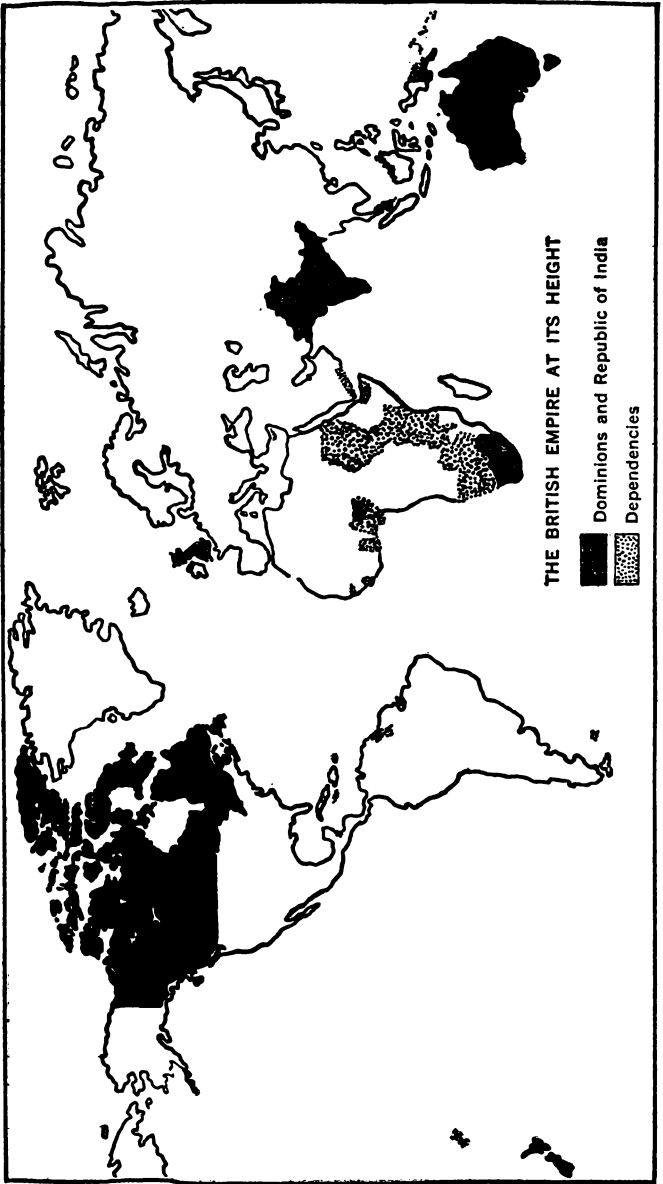 THE BRITISH EMPIRE AT ITS HEIGHT
Dominions and Republic of India
Dependencies